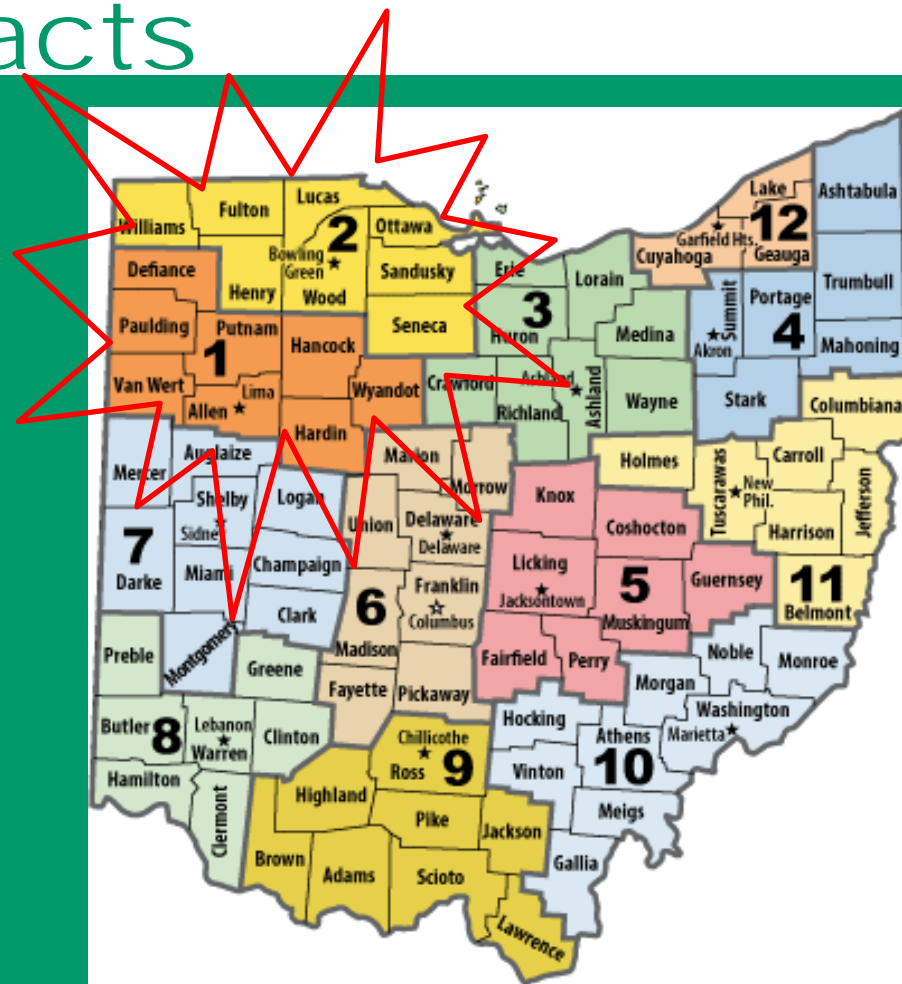 acts
Lake
Ashtabula
Lucas
Fulton
12
Williams
2
Ottawa
Garfield Hts.
Cuyahoga
Geauga
Bowling
Green
Defiance
Sandusky
Erie
Lorain
Trumbull
Henry
Wood
Summit
Portage
3
4
Paulding
Putnam
Seneca
Huron
Medina
Hancock
1
Akron
Mahoning
Van Wert
Lima
Wyandot
Crawford
Ashland
Ashland
Wayne
Stark
Allen
Richland
Columbiana
Hardin
Auglaize
Marion
Holmes
Carroll
Mercer
Tuscarawas
New
Phil.
Jefferson
Shelby
Logan
Morrow
Knox
Union
Delaware
Coshocton
Sidne
Delaware
Harrison
7
Darke
Miami
Champaign
Licking
Franklin
Jacksontown
5
Guernsey
11
Belmont
6
Columbus
Clark
Muskingum
Montgomery
Madison
Preble
Greene
Fairfield
Perry
Noble
Monroe
Fayette
Pickaway
Morgan
Washington
Butler
8
Lebanon
Warren
Clinton
Hocking
Athens
Marietta
Chillicothe
Ross
9
10
Hamilton
Vinton
Clermont
Highland
Pike
Jackson
Meigs
Brown
Adams
Scioto
Gallia
Lawrence